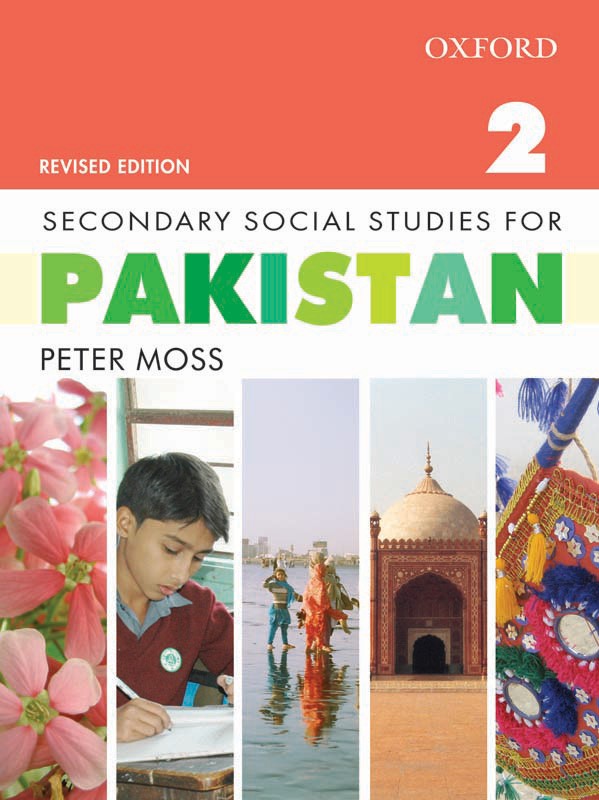 OXFORD
2
REVISED EDITION
SECONDARY SOCIAL STUDIES FOR
PAKISTAN
PETER MOSS